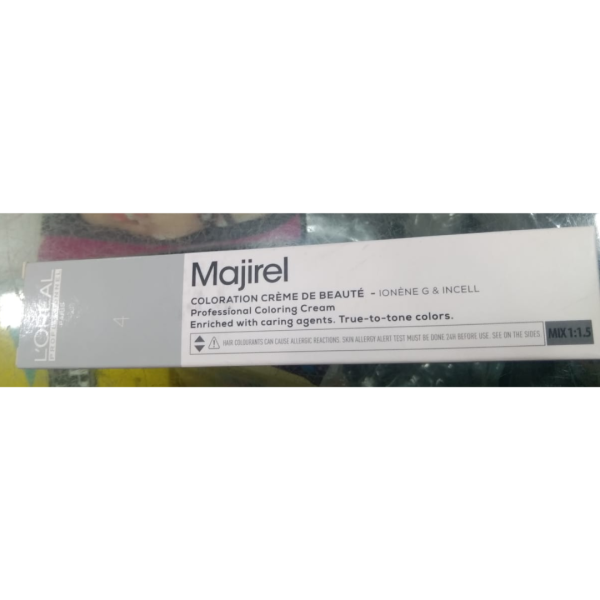 L'ORÉAL
PROFESSIONNEL
PARIS
4
Majirel
COLORATION CRÈME DE BEAUTÉ - IONÈNE G & INCELL
Professional Coloring Cream
Enriched with caring agents. True-to-tone colors.
HAIR COLOURANTS CAN CAUSE ALLERGIC REACTIONS. SKIN ALLERGY ALERT TEST MUST BE DONE 24H BEFORE USE. SEE ON THE SIDES
MIX 1:1.5